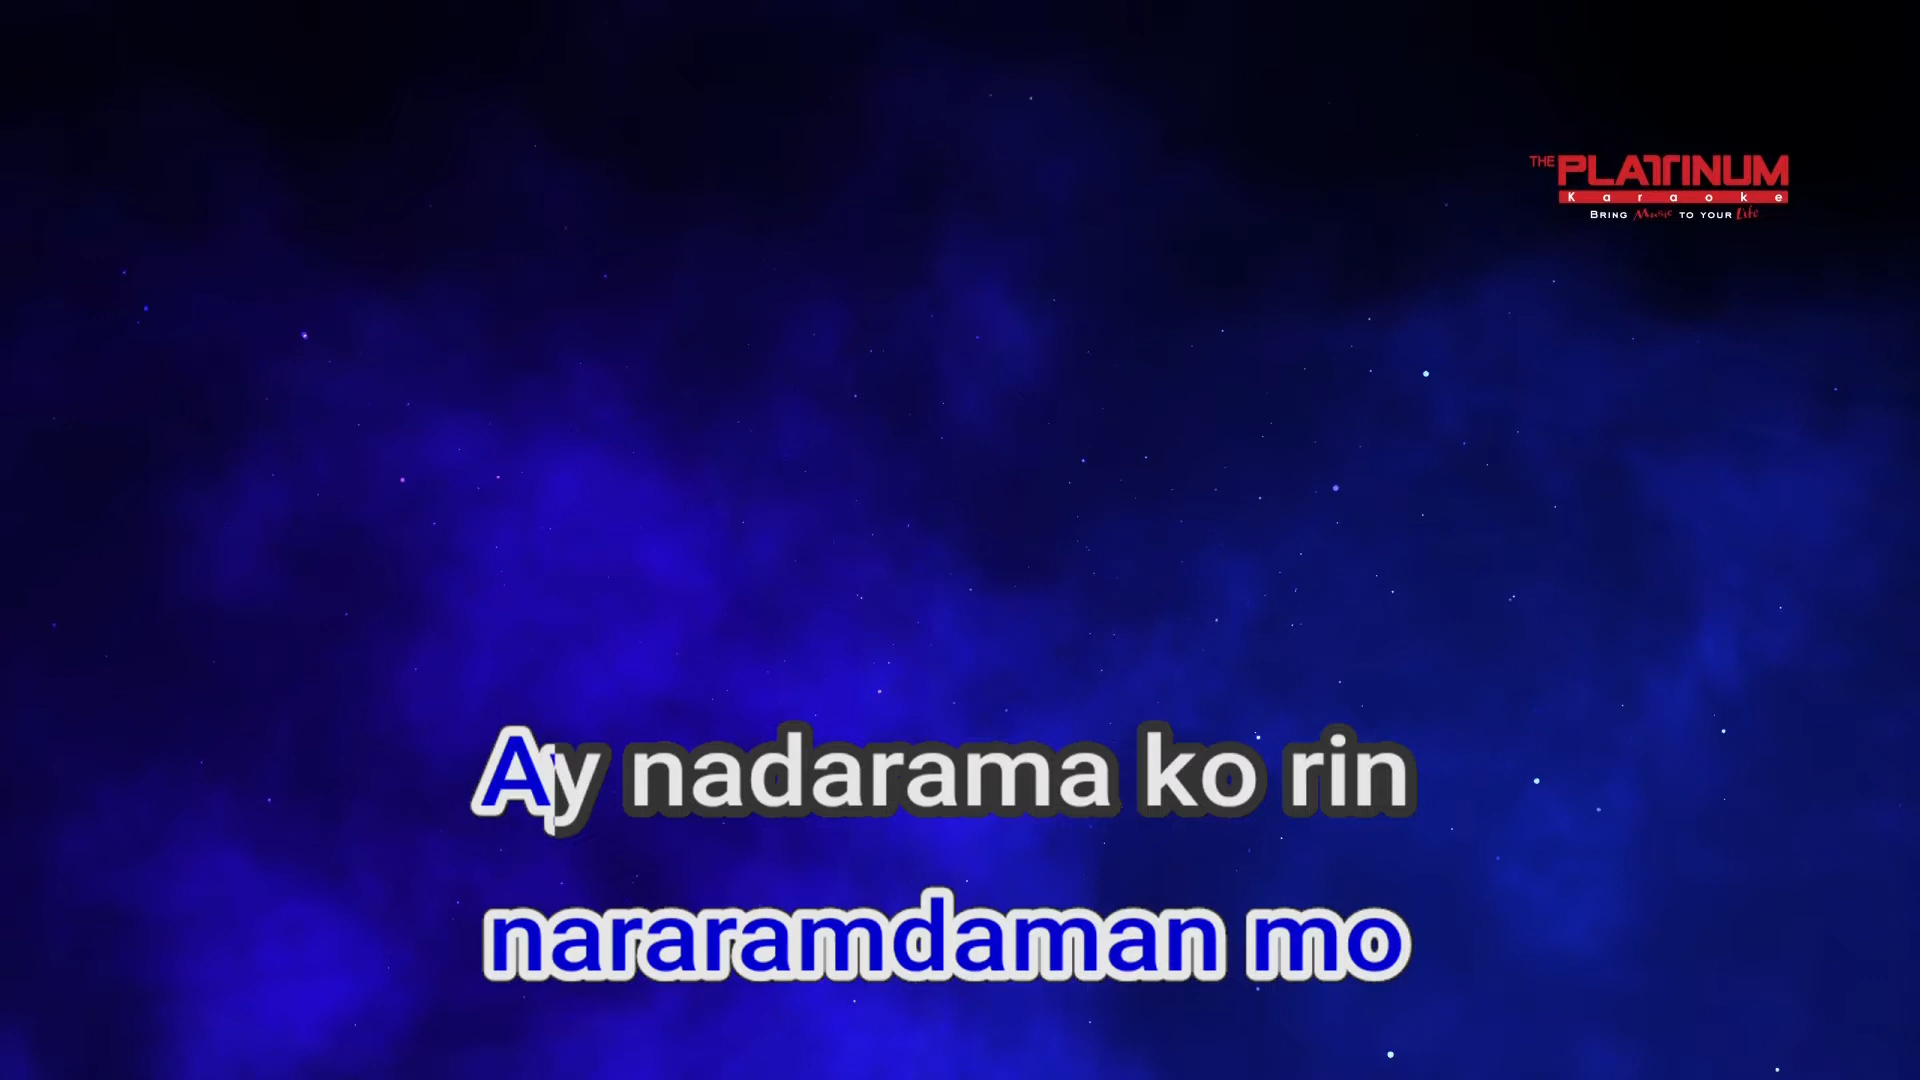 THE PLATINUM
Karaoke
BRING Music TO YOUR Life
Ay nadarama ko rin
nararamdaman mo